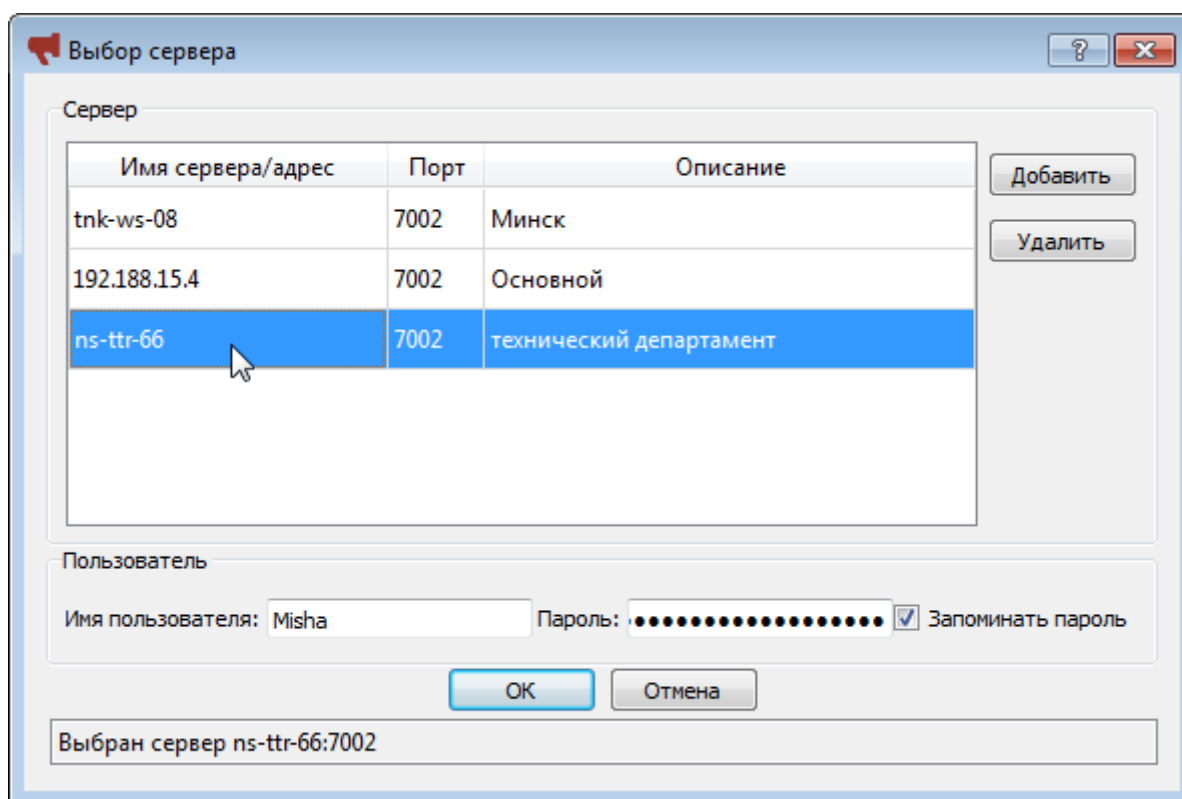 Выбор сервера
Сервер
Имя сервера/адрес Порт Описание
Добавить
tnk-ws-08 7002 Минск
Удалить
192.188.15.4 7002 Основной
ns-ttr-66 7002 технический департамент
Пользователь
Имя пользователя: Misha Пароль: ●●●●●●●●●●●●●●●●●● Запоминать пароль
OK Отмена
Выбран сервер ns-ttr-66:7002